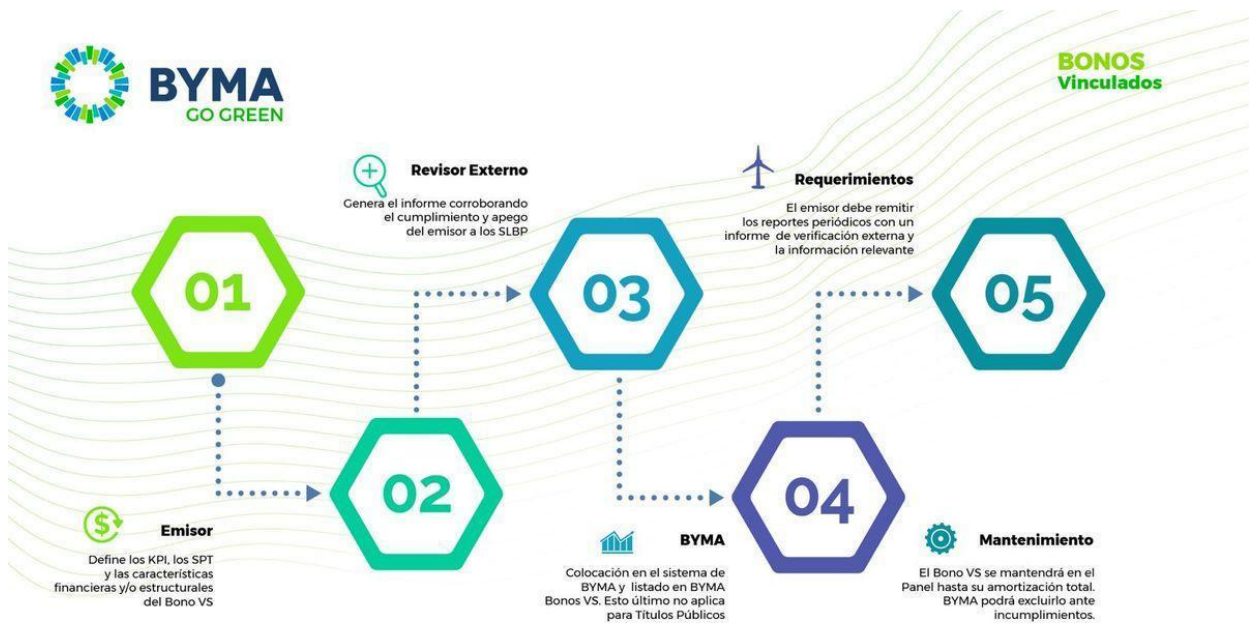 BYMA
GO GREEN
BONOS
Vinculados
01
Emisor
Define los KPI, los SPT
y las características
financieras y/o estructurales
del Bono VS
02
Revisor Externo
Genera el informe corroborando
el cumplimiento y apego
del emisor a los SLBP
03
BYMA
Colocación en el sistema de
BYMA y listado en BYMA
Bonos VS. Esto último no aplica
para Títulos Públicos
04
Requerimientos
El emisor debe remitir
los reportes periódicos con un
informe de verificación externa y
la información relevante
05
Mantenimiento
El Bono VS se mantendrá en el
Panel hasta su amortización total.
BYMA podrá excluirlo ante
incumplimientos.